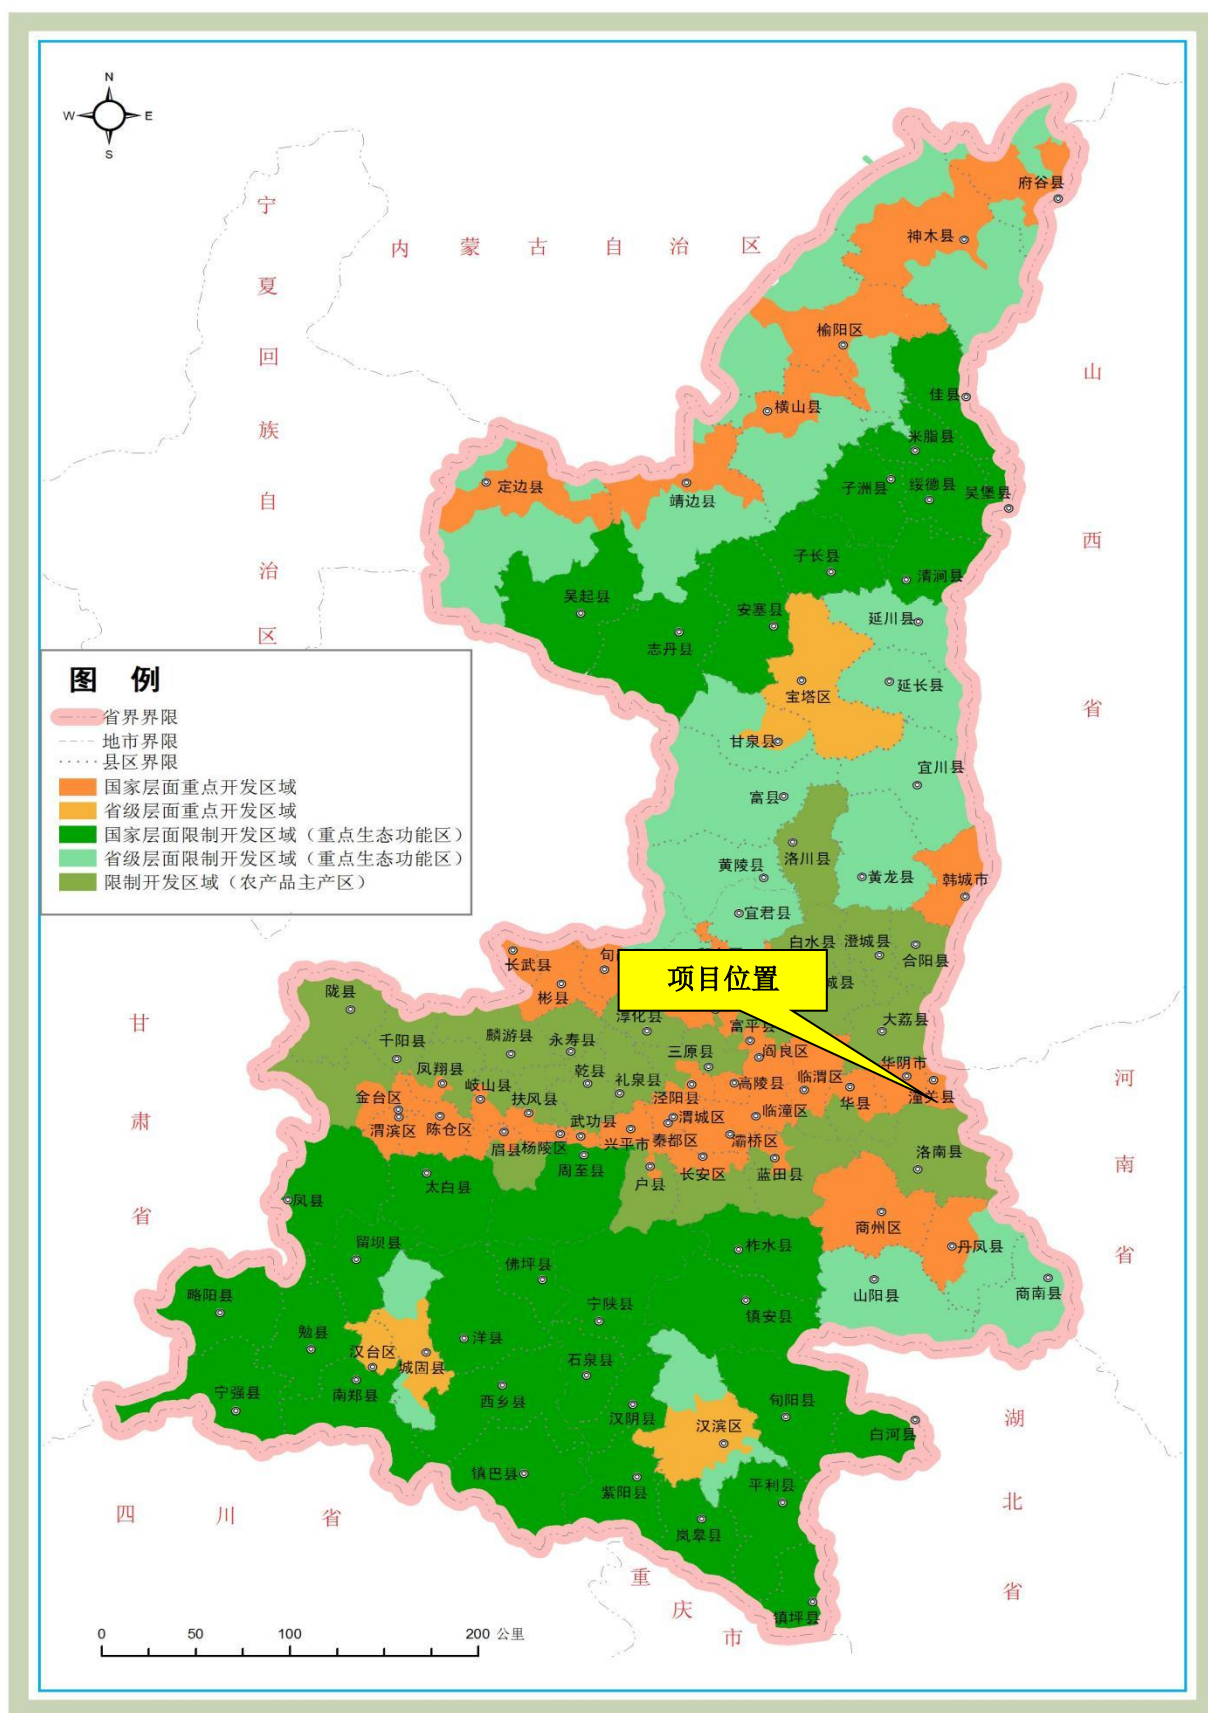 N
W
E
S
宁夏回族自治区
内蒙古自治区
山西省
府谷县
神木县
榆阳区
横山县
佳县
米脂县
定边县
靖边县
子洲县
绥德县
吴堡县
子长县
清涧县
吴起县
安塞县
延川县
志丹县
宝塔区
延长县
甘泉县
宜川县
富县
洛川县
黄陵县
黄龙县
韩城市
宜君县
图 例
省界界限
地市界限
县区界限
国家层面重点开发区域
省级层面重点开发区域
国家层面限制开发区域（重点生态功能区）
省级层面限制开发区域（重点生态功能区）
限制开发区域（农产品主产区）
白水县
澄城县
合阳县
长武县
旬
项目位置
城县
彬县
陇县
淳化县
富平县
大荔县
甘肃省
河南省
千阳县
麟游县
永寿县
三原县
阎良区
华阴市
凤翔县
岐山县
乾县
礼泉县
高陵县
临渭区
潼关县
金台区
扶风县
泾阳县
华县
渭滨区
陈仓区
武功县
渭城区
临潼区
眉县
杨陵区
兴平市
秦都区
灞桥区
周至县
户县
长安区
蓝田县
洛南县
太白县
凤县
商州区
丹凤县
留坝县
佛坪县
柞水县
略阳县
山阳县
商南县
宁陕县
镇安县
勉县
汉台区
城固县
洋县
石泉县
宁强县
南郑县
西乡县
汉阴县
汉滨区
旬阳县
白河县
湖北省
镇巴县
紫阳县
平利县
岚皋县
四川省
重庆市
镇坪县
0 50 100 200 公里